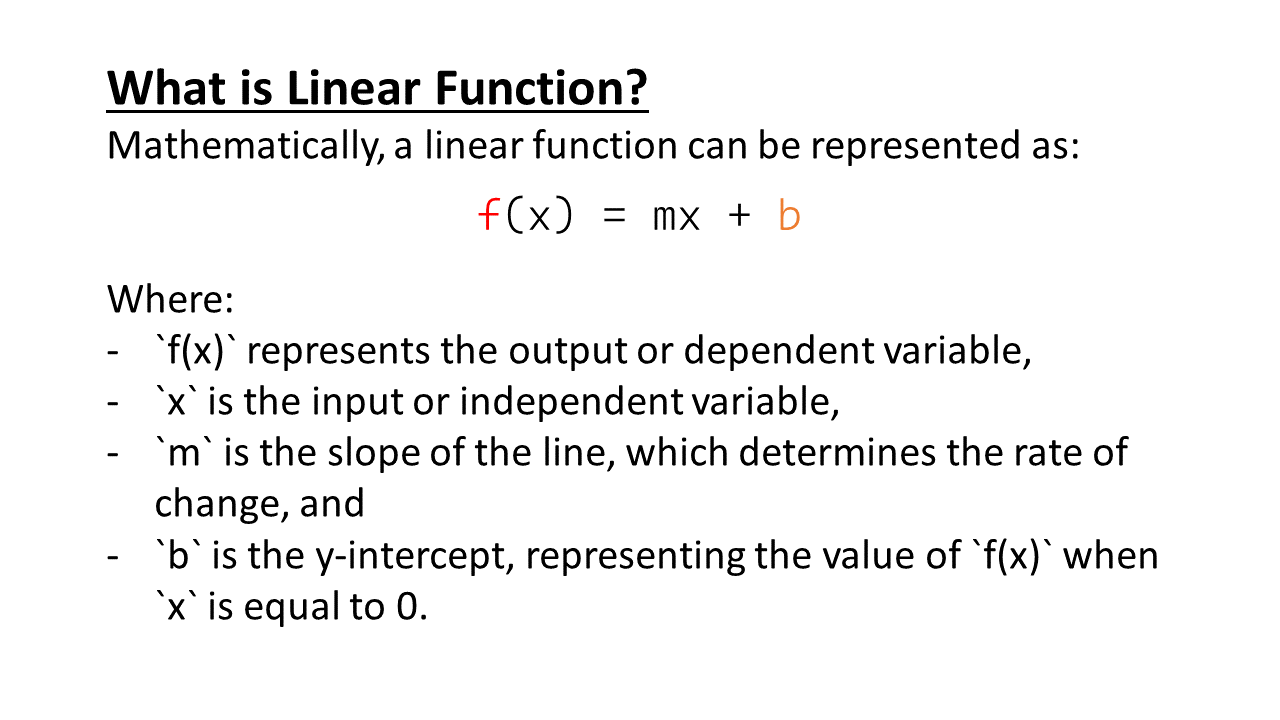 What is Linear Function?
Mathematically, a linear function can be represented as:
f(x) = mx + b
Where:
- `f(x)` represents the output or dependent variable,
- `x` is the input or independent variable,
- `m` is the slope of the line, which determines the rate of
change, and
- `b` is the y-intercept, representing the value of `f(x)` when
`x` is equal to 0.